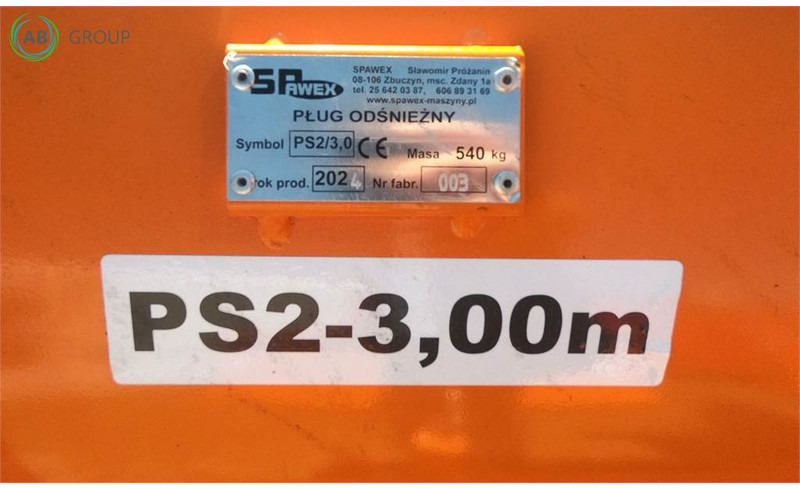 AB GROUP
SPAWEX
SPAWEX Sławomir Próżanin
08-106 Zbuczyn, msc. Zdany 1a
tel. 25 642 03 87, 606 89 31 69
www.spawex-maszyny.pl
PŁUG ODŚNIEŻNY
Symbol PS2/3,0 CE Masa 540 kg
rok prod. 2024 Nr fabr. 003
PS2-3,00m